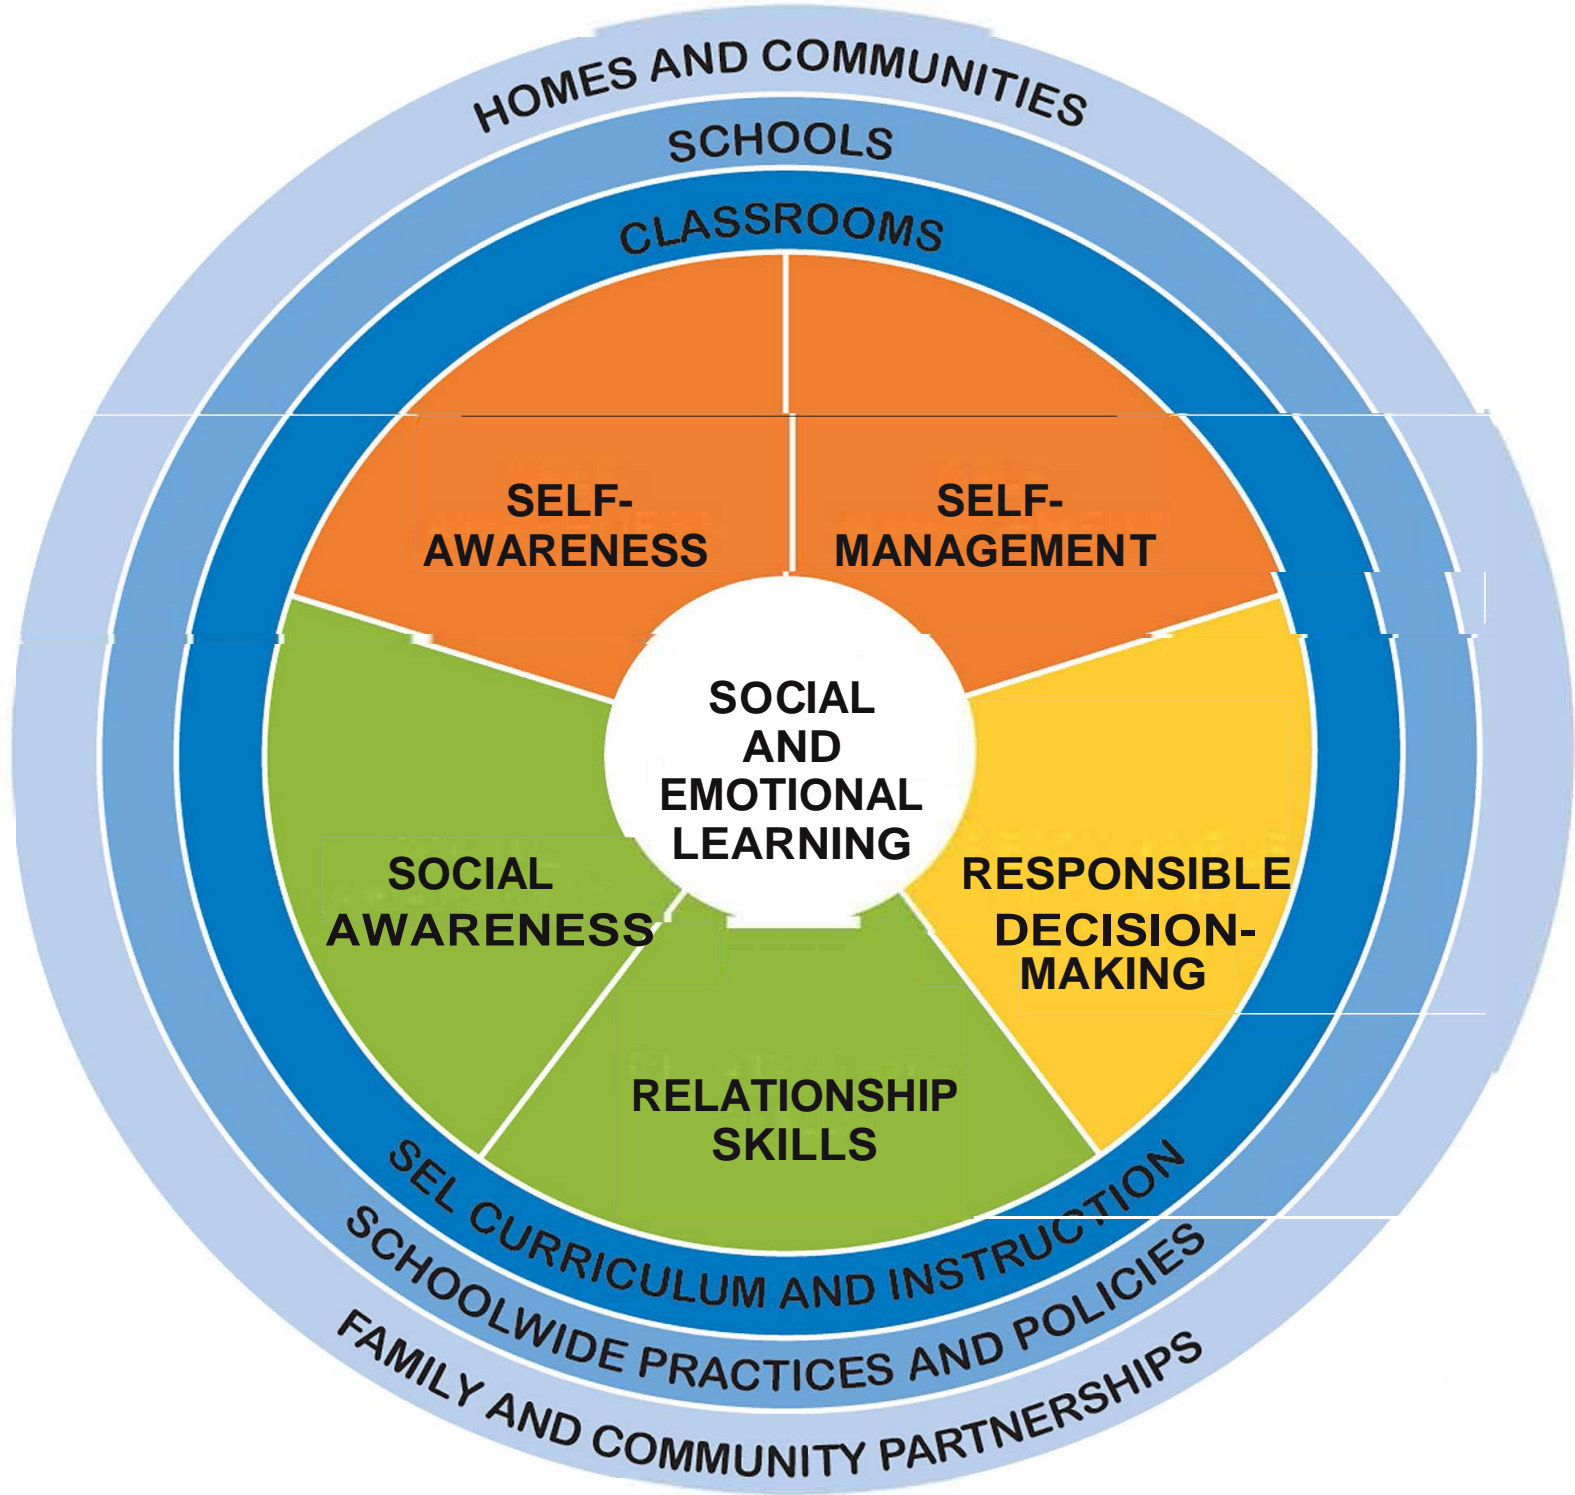 HOMES AND COMMUNITIES
SCHOOLS
CLASSROOMS
SELF-
AWARENESS
SELF-
MANAGEMENT
SOCIAL
AND
EMOTIONAL
LEARNING
SOCIAL
AWARENESS
RESPONSIBLE
DECISION-
MAKING
RELATIONSHIP
SKILLS
SEL CURRICULUM AND INSTRUCTION
SCHOOLWIDE PRACTICES AND POLICIES
FAMILY AND COMMUNITY PARTNERSHIPS